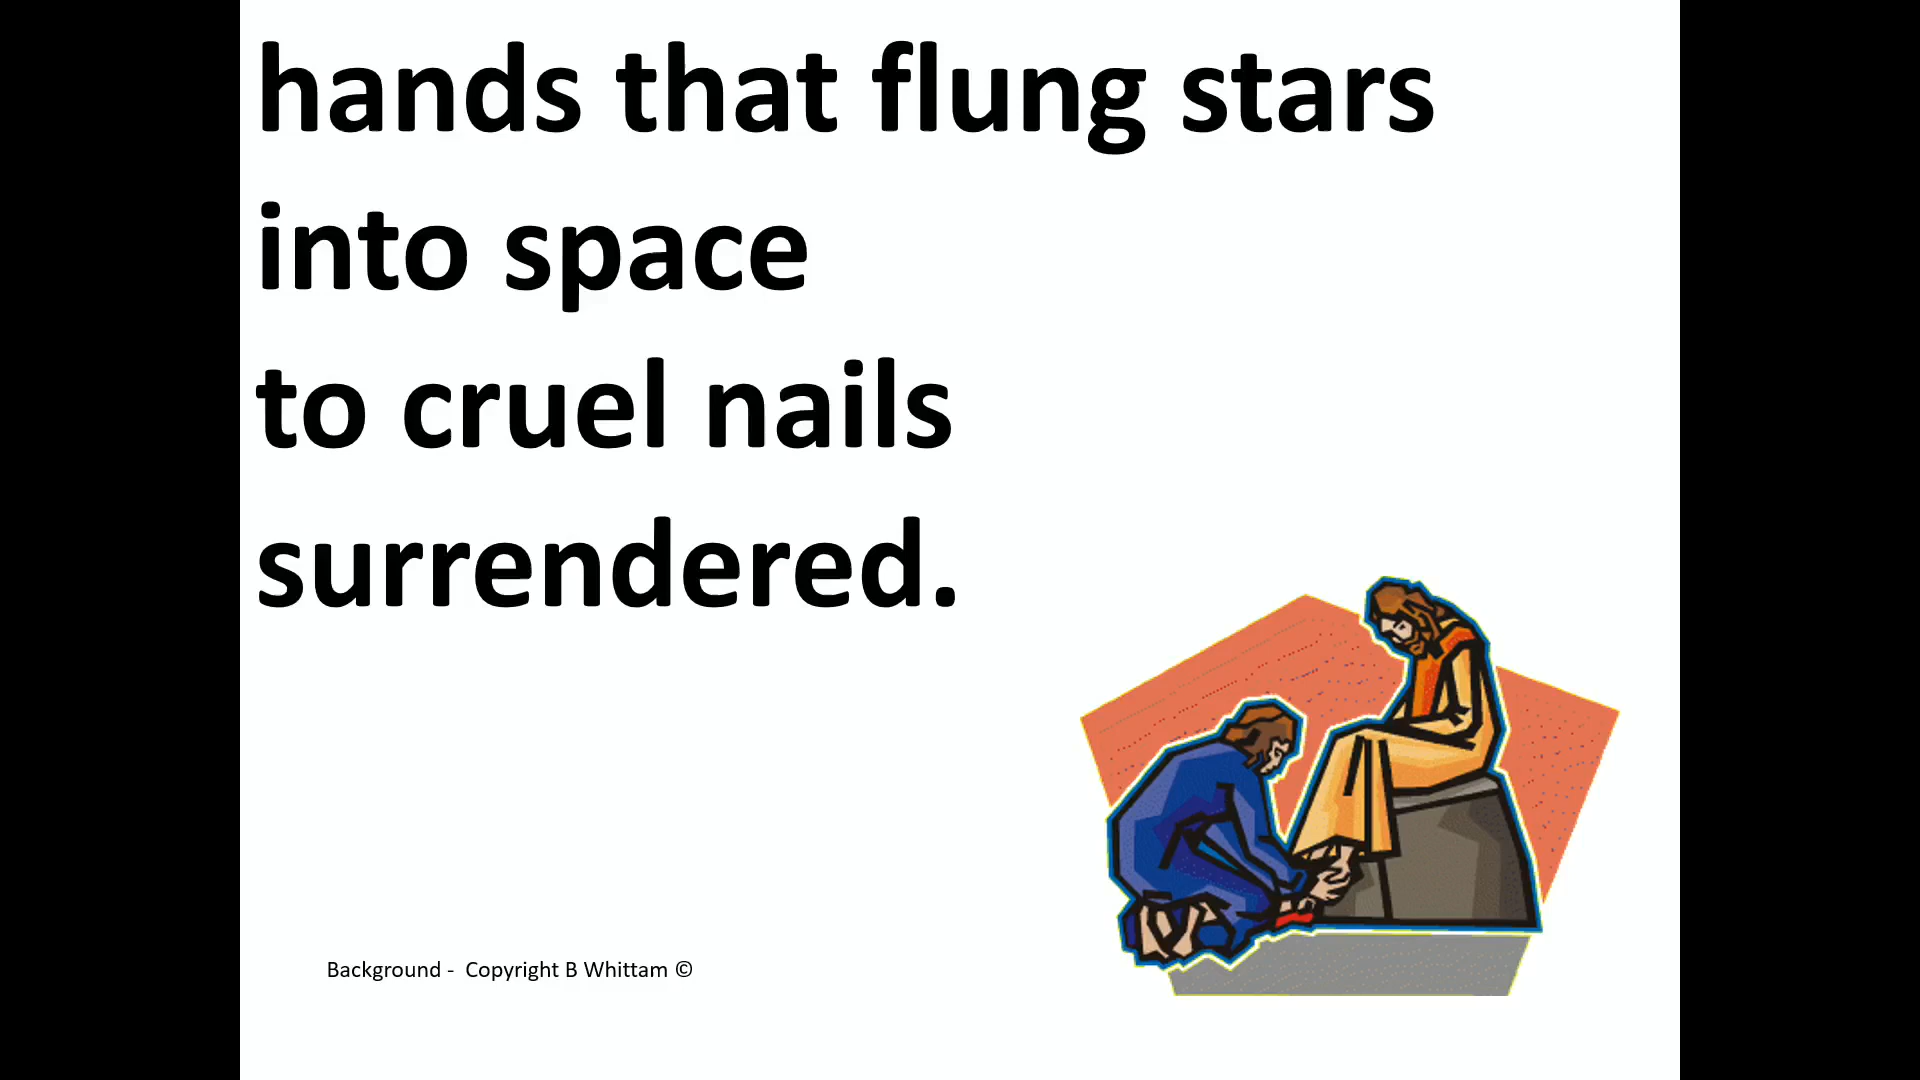 hands that flung stars
into space
to cruel nails
surrendered.
Background -  Copyright B Whittam ©